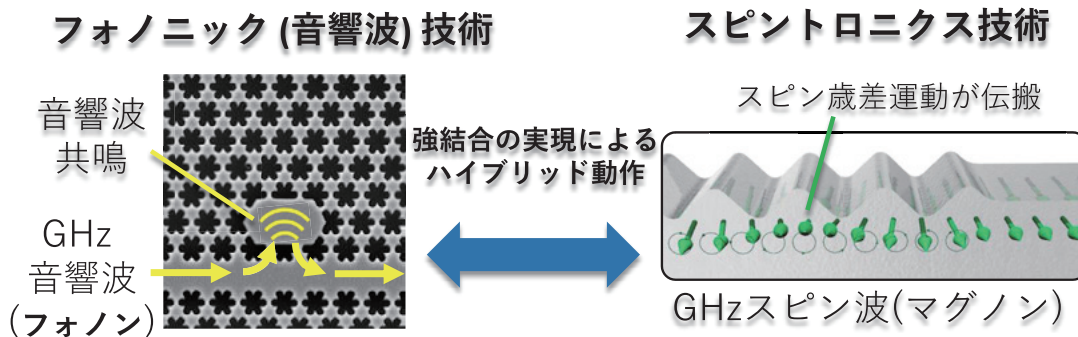 フォノニック (音響波) 技術
音響波
共鳴
GHz
音響波
(フォノン)
強結合の実現による
ハイブリッド動作
スピントロニクス技術
スピン歳差運動が伝搬
GHzスピン波(マグノン)